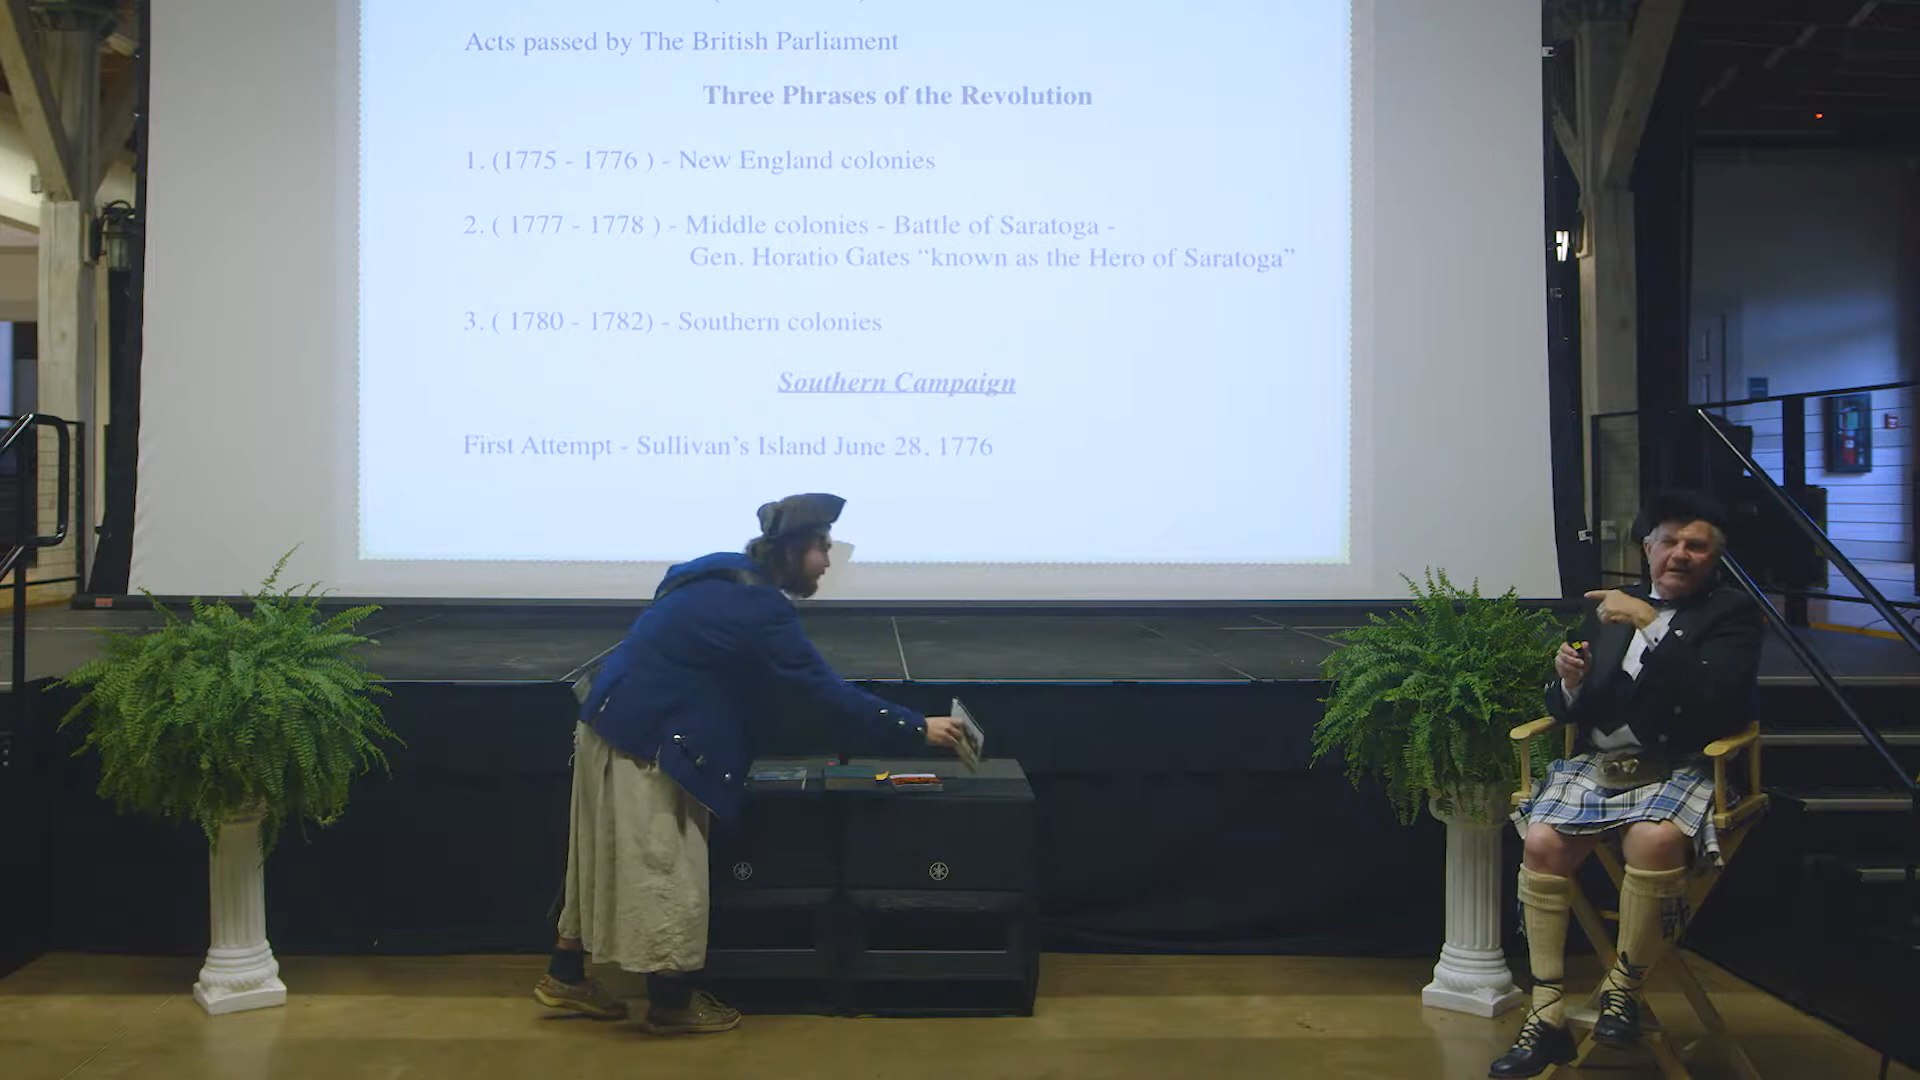 Acts passed by The British Parliament
Three Phrases of the Revolution
1. (1775 - 1776 ) - New England colonies
2. ( 1777 - 1778 ) - Middle colonies - Battle of Saratoga -
Gen. Horatio Gates “known as the Hero of Saratoga”
3. ( 1780 - 1782) - Southern colonies
Southern Campaign
First Attempt - Sullivan’s Island June 28, 1776